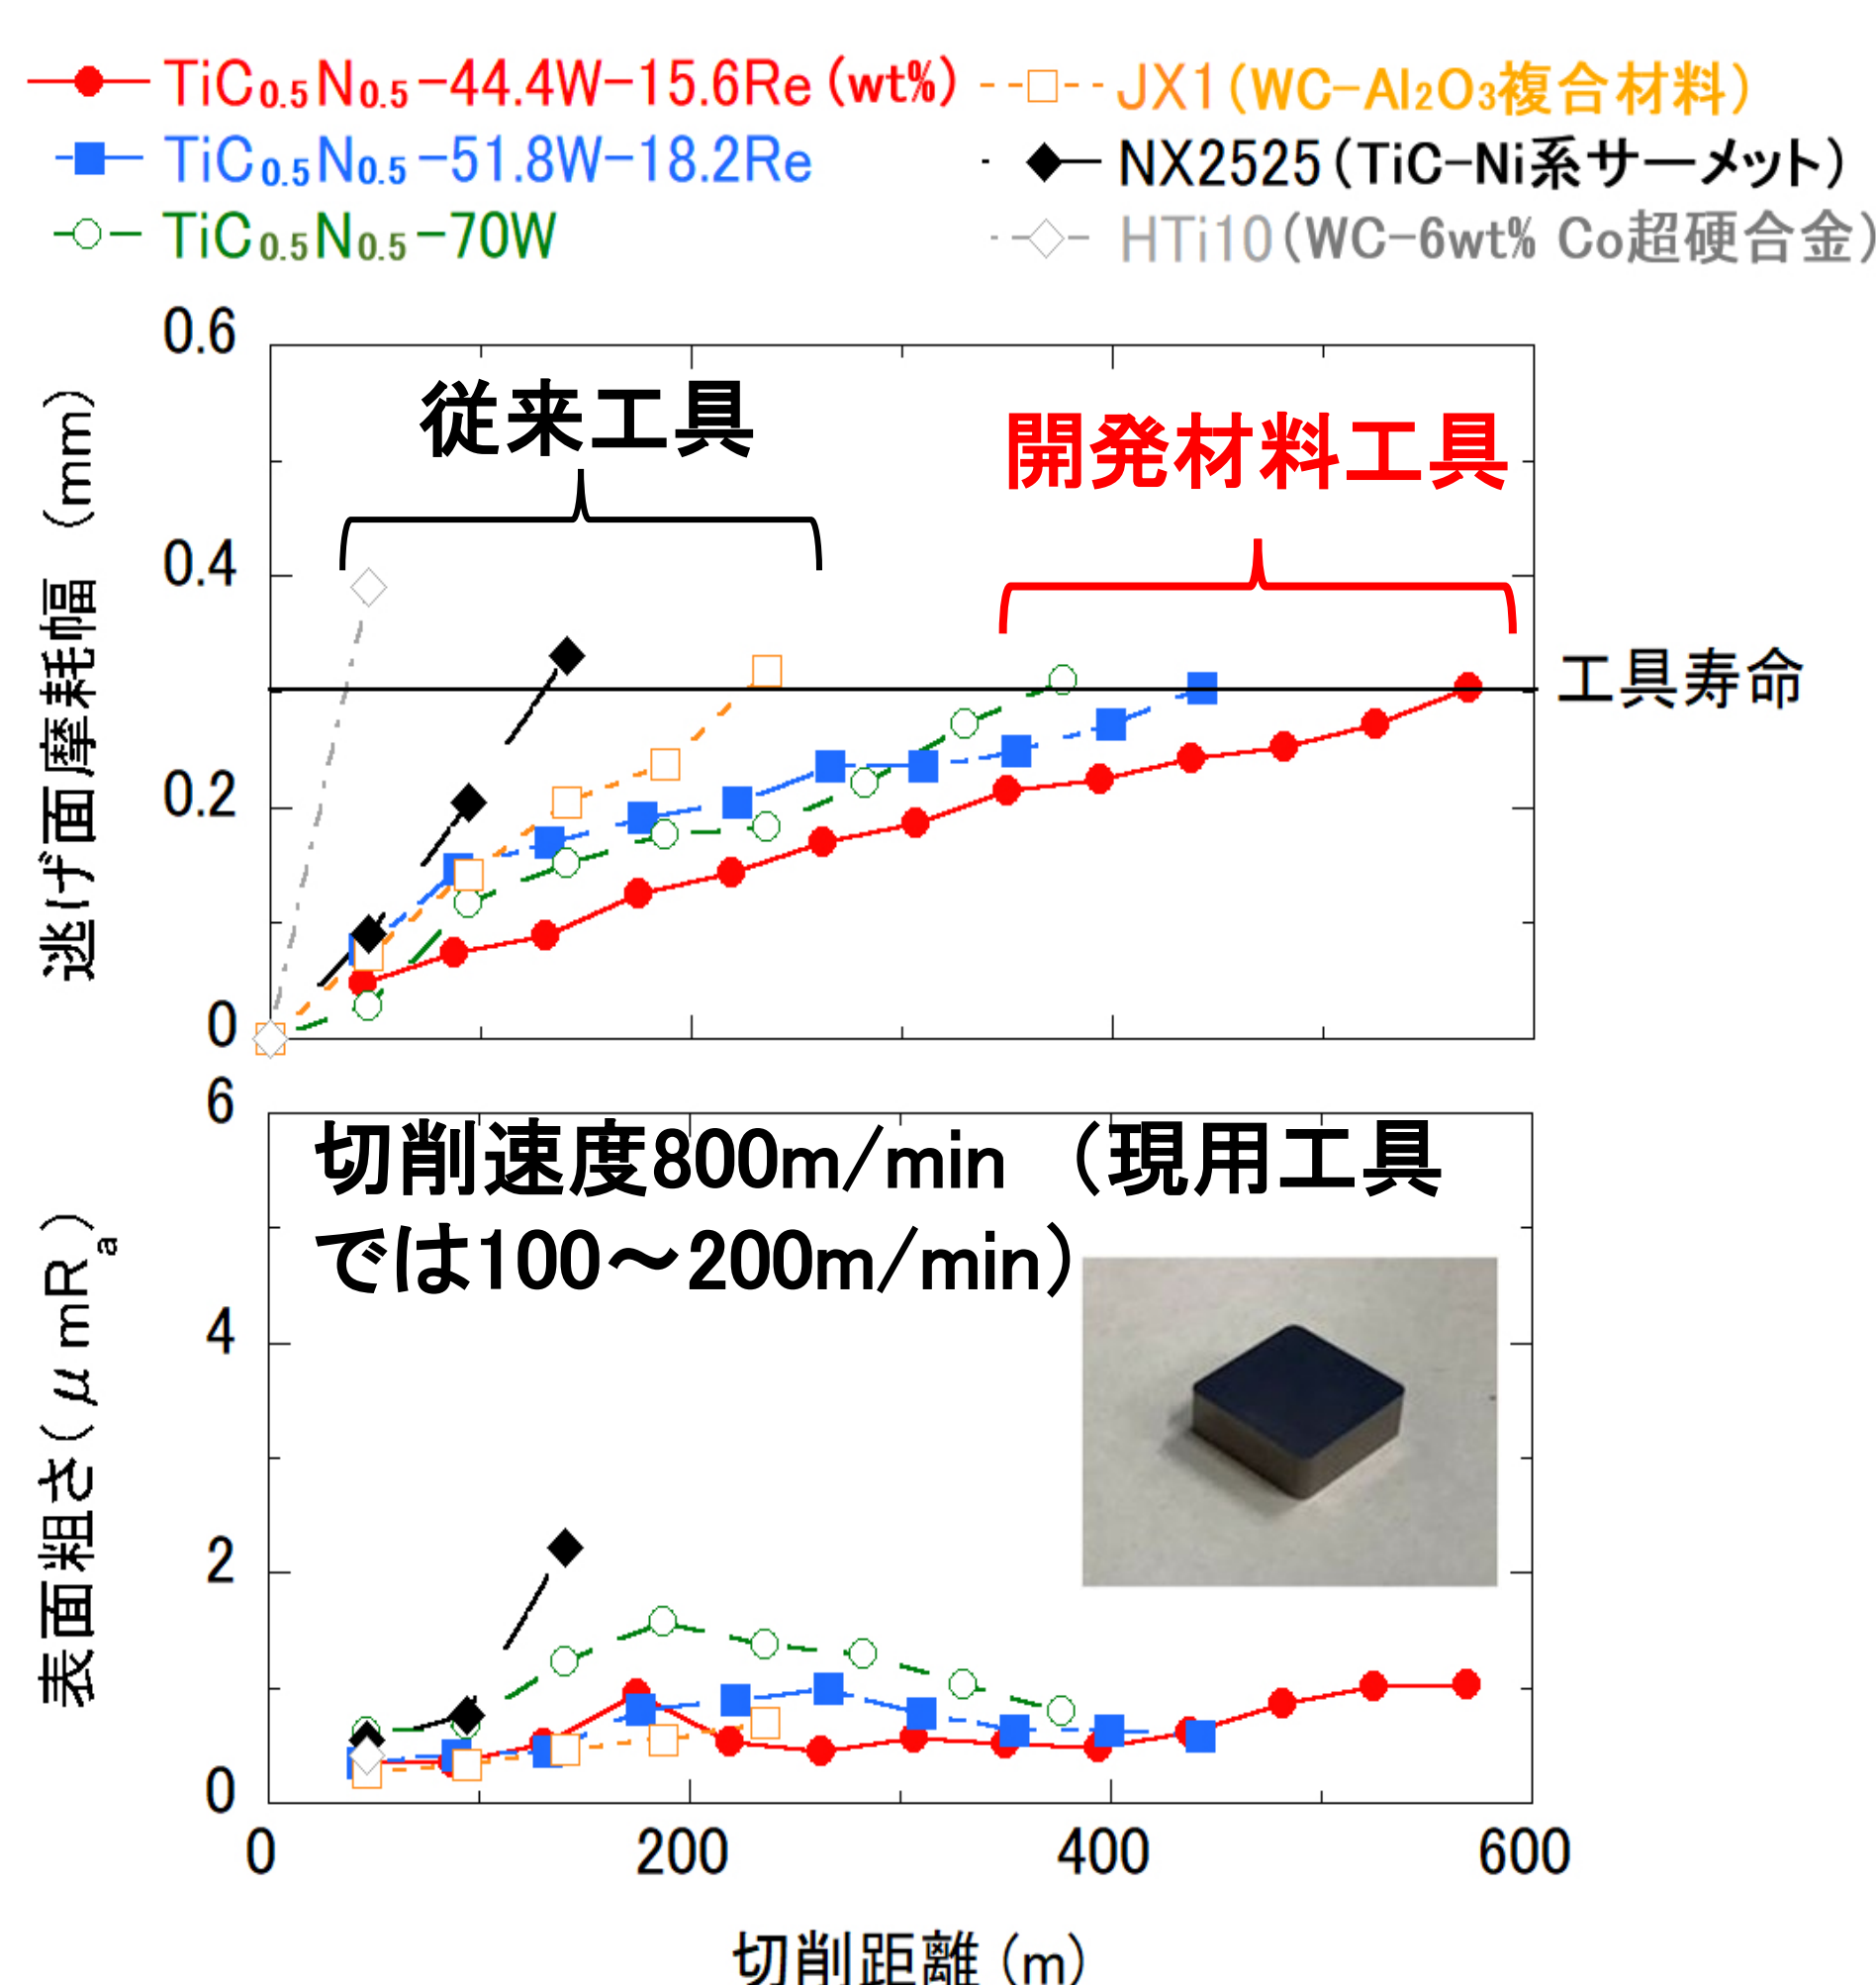 TiC0.5N0.5-44.4W-15.6Re(wt%)
TiC0.5N0.5-51.8W-18.2Re
TiC0.5N0.5-70W
JX1(WC-Al2O3複合材料)
NX2525(TiC-Ni系サーメット)
HTi10(WC-6wt% Co超硬合金)
逃げ面摩耗幅 (mm)
0.6
0.4
0.2
0
従来工具
開発材料工具
工具寿命
表面粗さ(μmRa)
6
4
2
0
切削速度800m/min (現用工具
では100~200m/min)
0
200
400
600
切削距離(m)